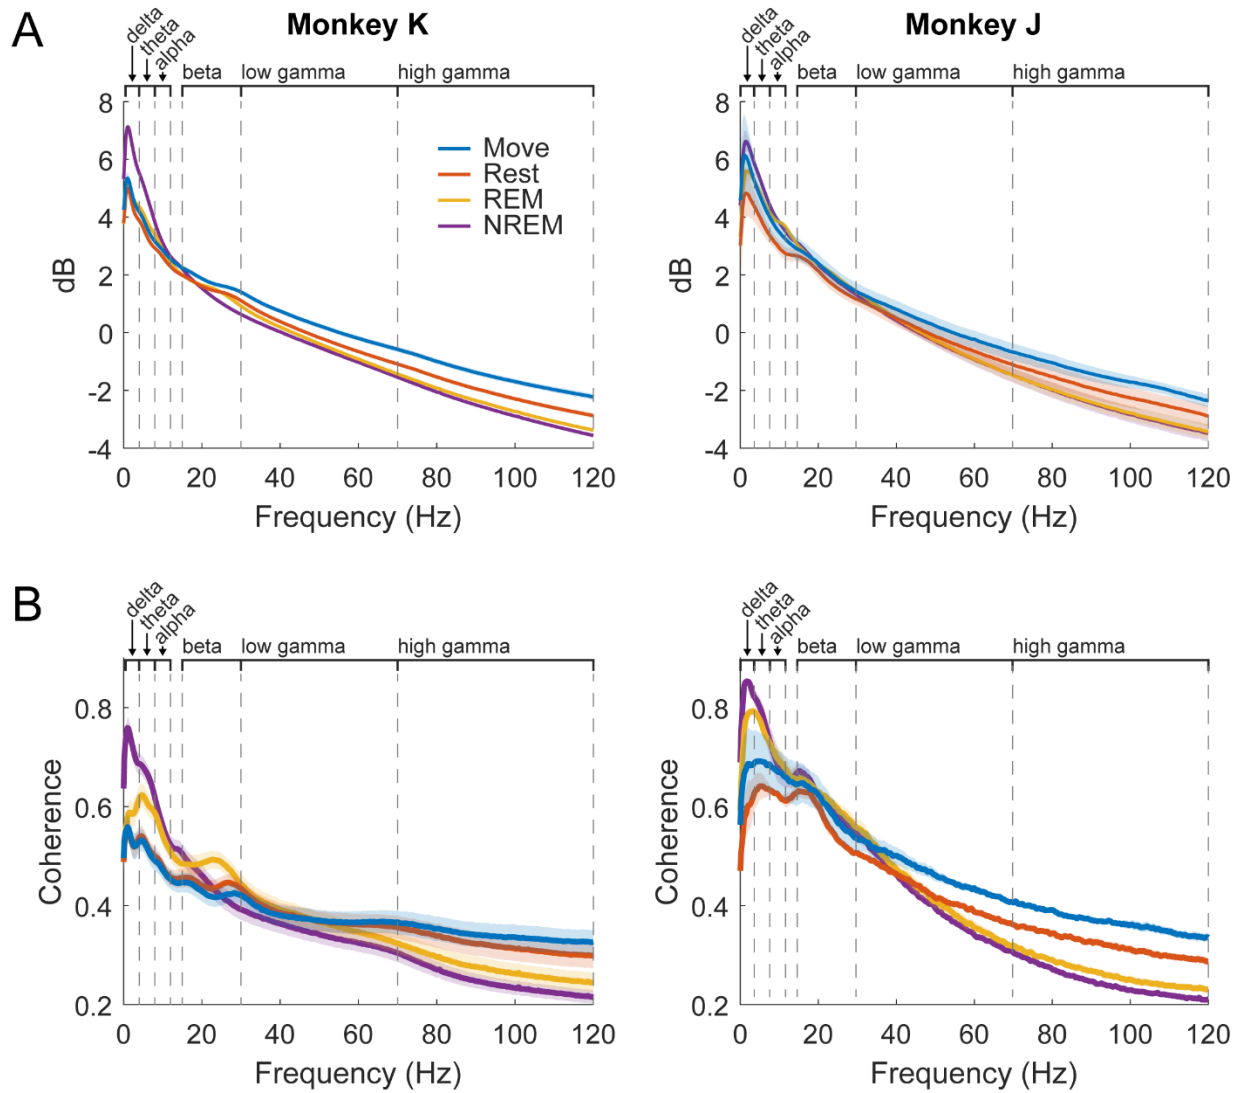 A
Monkey K
Monkey J
delta
theta
alpha
beta
low gamma
high gamma
delta
theta
alpha
beta
low gamma
high gamma
8
6
4
2
0
-2
-4
dB
Move
Rest
REM
NREM
0 20 40 60 80 100 120
Frequency (Hz)
8
6
4
2
0
-2
-4
dB
0 20 40 60 80 100 120
Frequency (Hz)
B
delta
theta
alpha
beta
low gamma
high gamma
delta
theta
alpha
beta
low gamma
high gamma
0.8
0.6
0.4
0.2
Coherence
0 20 40 60 80 100 120
Frequency (Hz)
0.8
0.6
0.4
0.2
Coherence
0 20 40 60 80 100 120
Frequency (Hz)